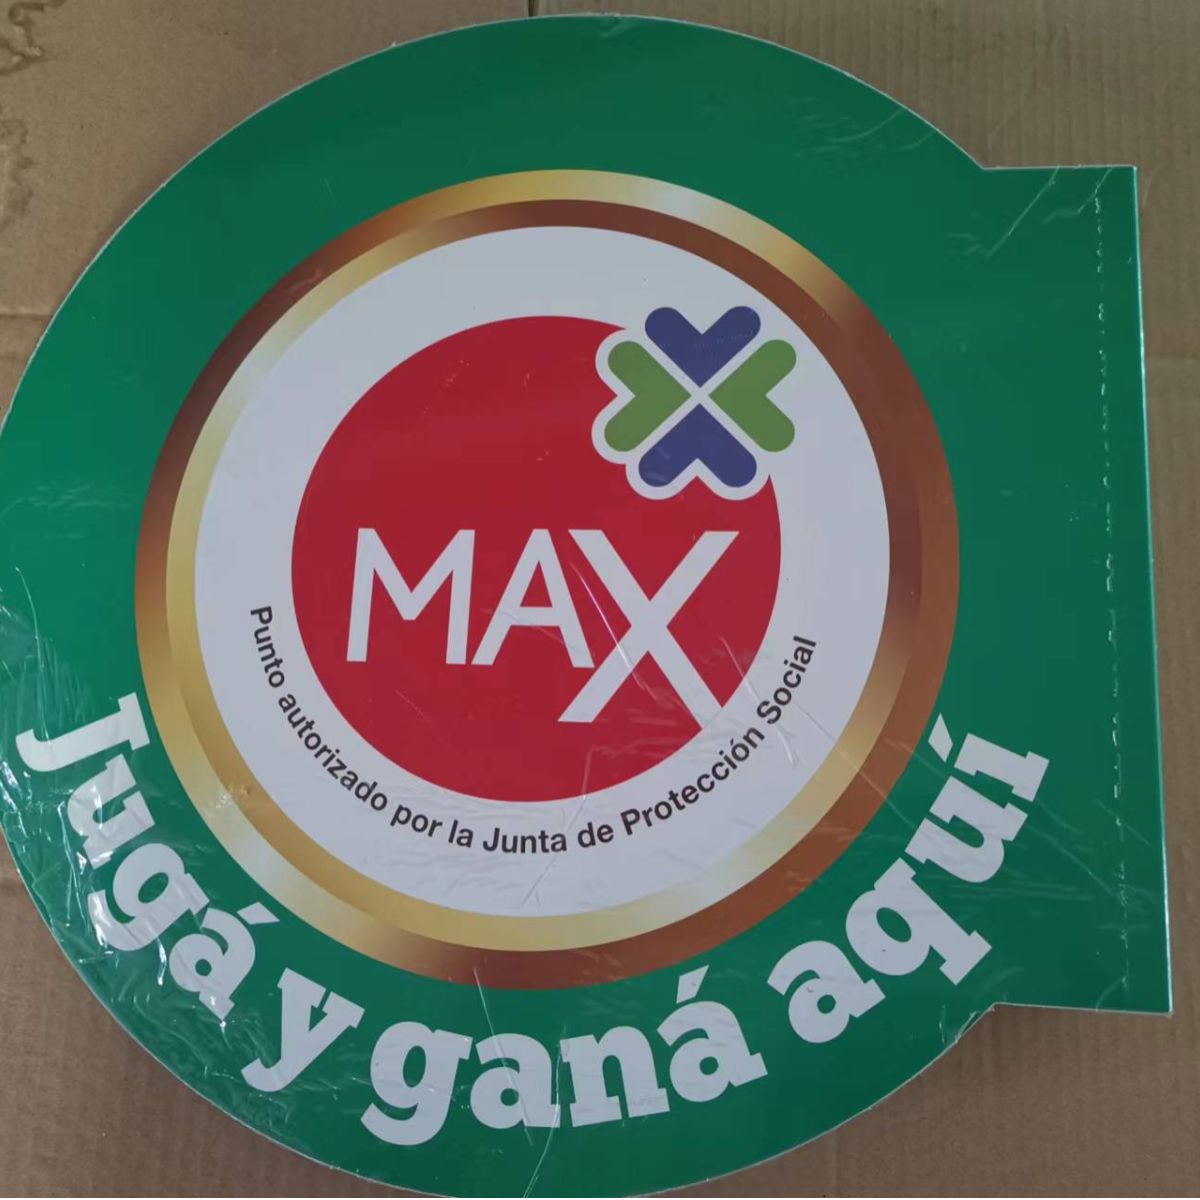 MAX
Punto autorizado por la Junta de Protección Social
Jugá y ganá aquí